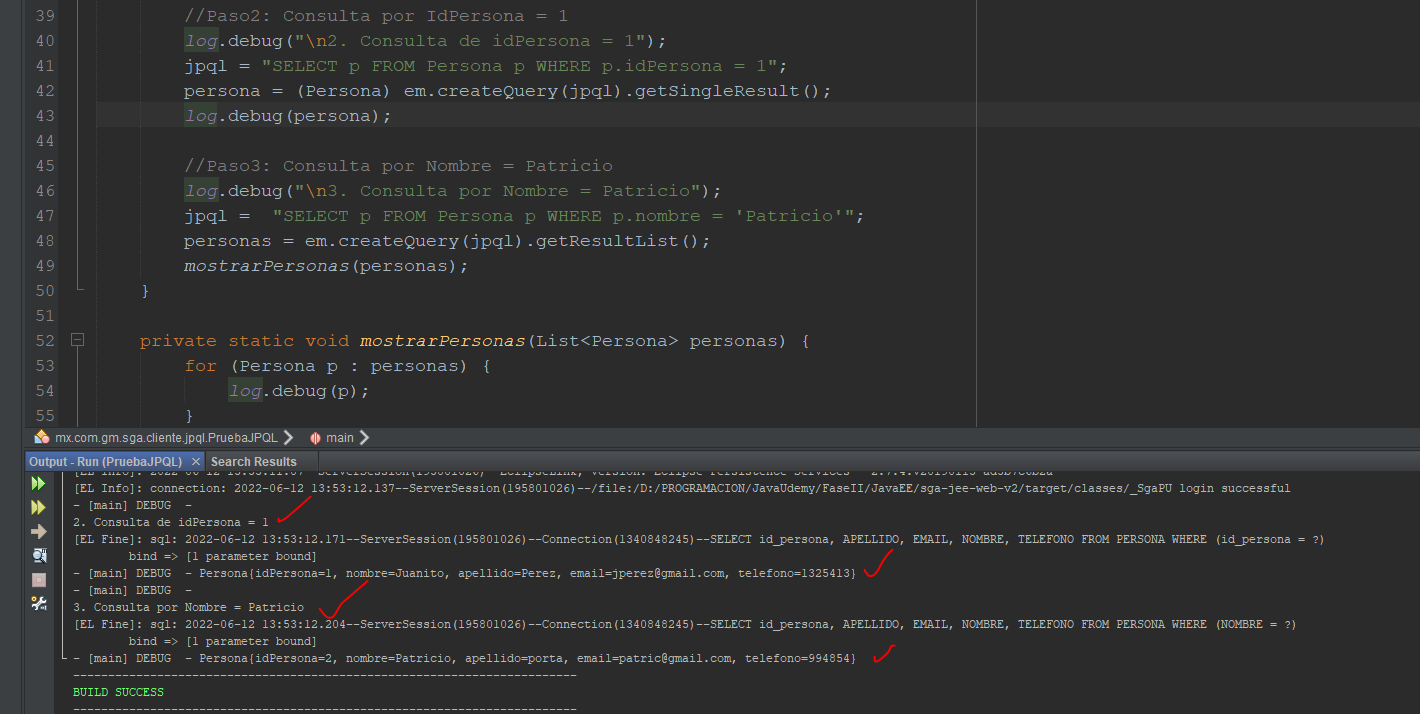 39 //Paso2: Consulta por IdPersona = 1
40 log.debug("\n2. Consulta de idPersona = 1");
41 jpql = "SELECT p FROM Persona p WHERE p.idPersona = 1";
42 persona = (Persona) em.createQuery(jpql).getSingleResult();
43 log.debug(persona);
44
45 //Paso3: Consulta por Nombre = Patricio
46 log.debug("\n3. Consulta por Nombre = Patricio");
47 jpql =  "SELECT p FROM Persona p WHERE p.nombre = 'Patricio'";
48 personas = em.createQuery(jpql).getResultList();
49 mostrarPersonas(personas);
50 }
51
52 private static void mostrarPersonas(List<Persona> personas) {
53 for (Persona p : personas) {
54 log.debug(p);
55 }
mx.com.gm.sga.cliente.jpql.PruebaJPQL main
Output - Run (PruebaJPQL) × Search Results
[EL Info]: connection: 2022-06-12 13:53:12.137--ServerSession(195801026)--/file:/D:/PROGRAMACION/JavaUdemy/FaseII/JavaEE/sga-jee-web-v2/target/classes/_SgaPU login successful
- [main] DEBUG  -
2. Consulta de idPersona = 1
[EL Fine]: sql: 2022-06-12 13:53:12.171--ServerSession(195801026)--Connection(1340848245)--SELECT id_persona, APELLIDO, EMAIL, NOMBRE, TELEFONO FROM PERSONA WHERE (id_persona = ?)
bind => [1 parameter bound]
- [main] DEBUG  - Persona{idPersona=1, nombre=Juanito, apellido=Perez, email=jperez@gmail.com, telefono=1325413}
- [main] DEBUG  -
3. Consulta por Nombre = Patricio
[EL Fine]: sql: 2022-06-12 13:53:12.204--ServerSession(195801026)--Connection(1340848245)--SELECT id_persona, APELLIDO, EMAIL, NOMBRE, TELEFONO FROM PERSONA WHERE (NOMBRE = ?)
bind => [1 parameter bound]
- [main] DEBUG  - Persona{idPersona=2, nombre=Patricio, apellido=porta, email=patric@gmail.com, telefono=994854}
------------------------------------------------------------------------
BUILD SUCCESS
------------------------------------------------------------------------